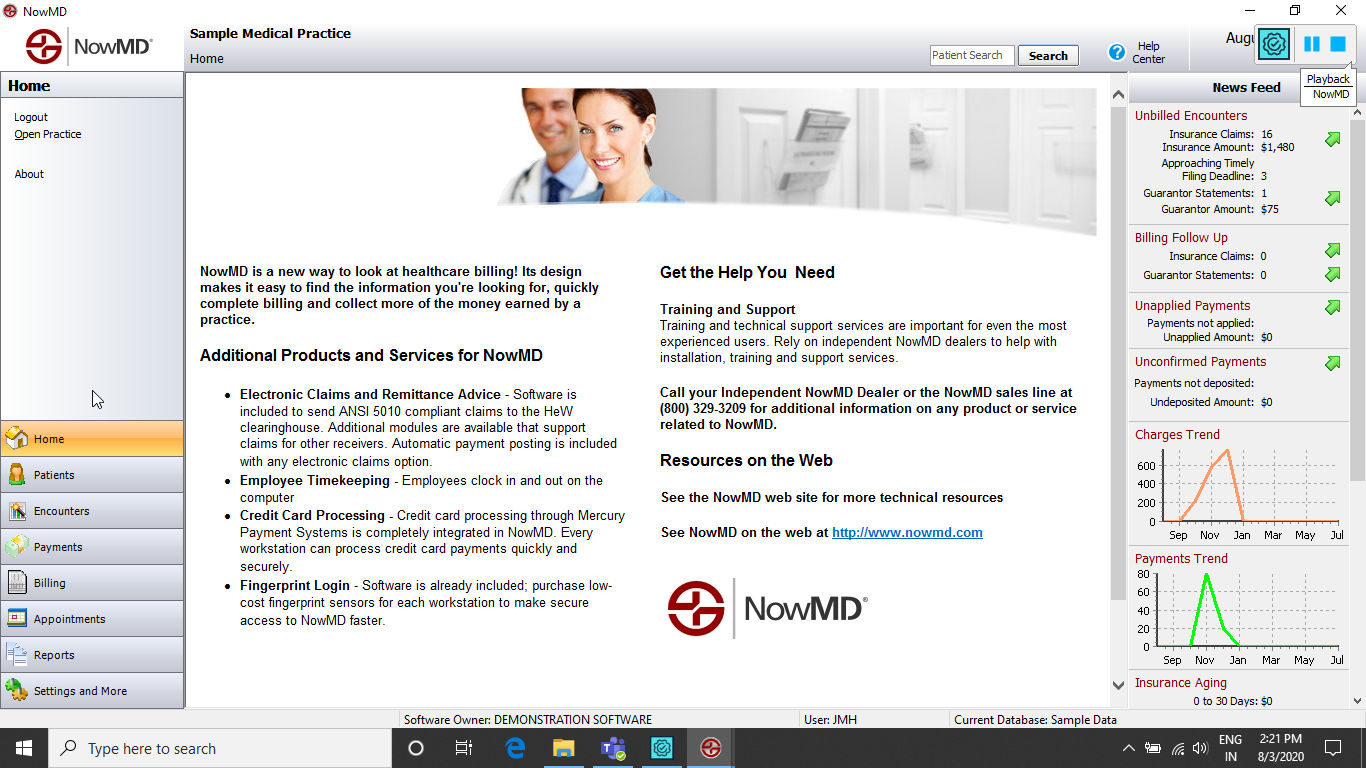 NowMD
NowMD®
Sample Medical Practice
Home
Patient Search
Search
Help
Center
Augu
Playback
NowMD
Home
Logout
Open Practice
About
Home
Patients
Encounters
Payments
Billing
Appointments
Reports
Settings and More
NowMD is a new way to look at healthcare billing! Its design
makes it easy to find the information you're looking for, quickly
complete billing and collect more of the money earned by a
practice.
Additional Products and Services for NowMD
• Electronic Claims and Remittance Advice - Software is
included to send ANSI 5010 compliant claims to the HeW
clearinghouse. Additional modules are available that support
claims for other receivers. Automatic payment posting is included
with any electronic claims option.
• Employee Timekeeping - Employees clock in and out on the
computer
• Credit Card Processing - Credit card processing through Mercury
Payment Systems is completely integrated in NowMD. Every
workstation can process credit card payments quickly and
securely.
• Fingerprint Login - Software is already included; purchase low-
cost fingerprint sensors for each workstation to make secure
access to NowMD faster.
Get the Help You Need
Training and Support
Training and technical support services are important for even the most
experienced users. Rely on independent NowMD dealers to help with
installation, training and support services.
Call your Independent NowMD Dealer or the NowMD sales line at
(800) 329-3209 for additional information on any product or service
related to NowMD.
Resources on the Web
See the NowMD web site for more technical resources
See NowMD on the web at http://www.nowmd.com
NowMD®
News Feed
Unbilled Encounters
Insurance Claims: 16
Insurance Amount: $1,480
Approaching Timely
Filing Deadline: 3
Guarantor Statements: 1
Guarantor Amount: $75
Billing Follow Up
Insurance Claims: 0
Guarantor Statements: 0
Unapplied Payments
Payments not applied:
Unapplied Amount: $0
Unconfirmed Payments
Payments not deposited:
Undeposited Amount: $0
Charges Trend
600
400
200
0
Sep Nov Jan Mar May Jul
Payments Trend
80
60
40
20
0
Sep Nov Jan Mar May Jul
Insurance Aging
0 to 30 Days: $0
Software Owner: DEMONSTRATION SOFTWARE
User: JMH
Current Database: Sample Data
Type here to search
ENG
IN
2:21 PM
8/3/2020